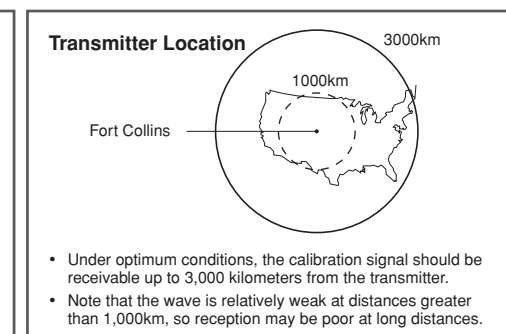 Transmitter Location
3000km
1000km
Fort Collins
• Under optimum conditions, the calibration signal should be
receivable up to 3,000 kilometers from the transmitter.
• Note that the wave is relatively weak at distances greater
than 1,000km, so reception may be poor at long distances.